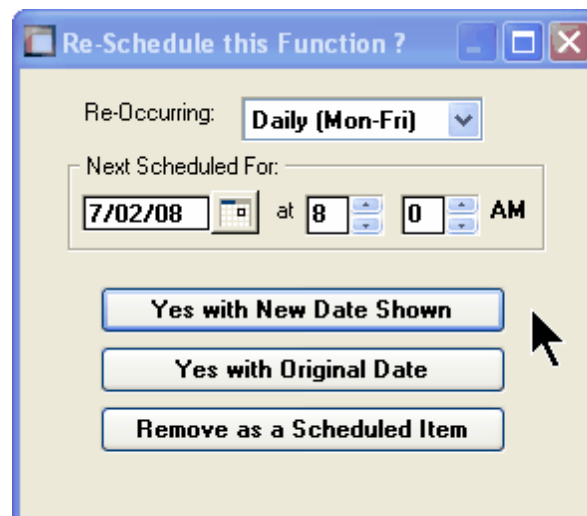 Re-Schedule this Function ?
Re-Occurring: Daily (Mon-Fri)
Next Scheduled For:
7/02/08 at 8 0 AM
Yes with New Date Shown
Yes with Original Date
Remove as a Scheduled Item